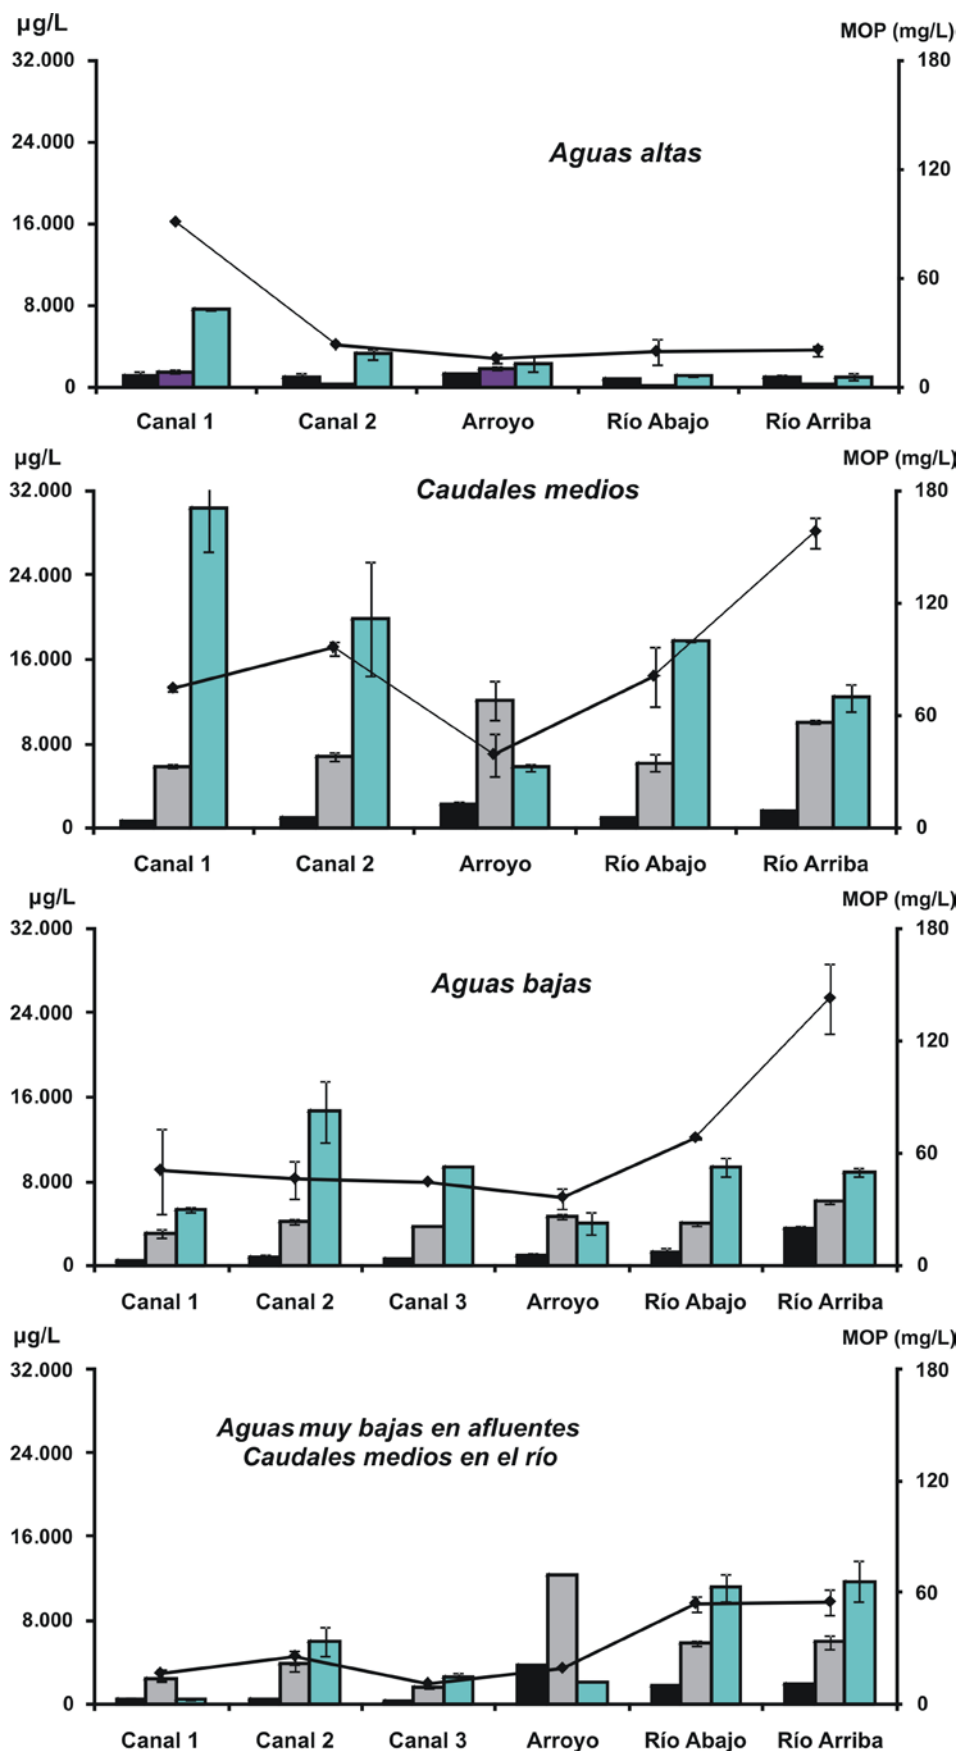 µg/L MOP (mg/L)
32.000 180
Aguas altas
24.000
120
16.000
60
8.000
0 0
Canal 1 Canal 2 Arroyo Río Abajo Río Arriba
µg/L MOP (mg/L)
32.000 180
Caudales medios
24.000
120
16.000
60
8.000
0 0
Canal 1 Canal 2 Arroyo Río Abajo Río Arriba
µg/L MOP (mg/L)
32.000 180
Aguas bajas
24.000
120
16.000
60
8.000
0 0
Canal 1 Canal 2 Canal 3 Arroyo Río Abajo Río Arriba
µg/L MOP (mg/L)
32.000 180
Aguas muy bajas en afluentes
Caudales medios en el río
24.000
120
16.000
60
8.000
0 0
Canal 1 Canal 2 Canal 3 Arroyo Río Abajo Río Arriba